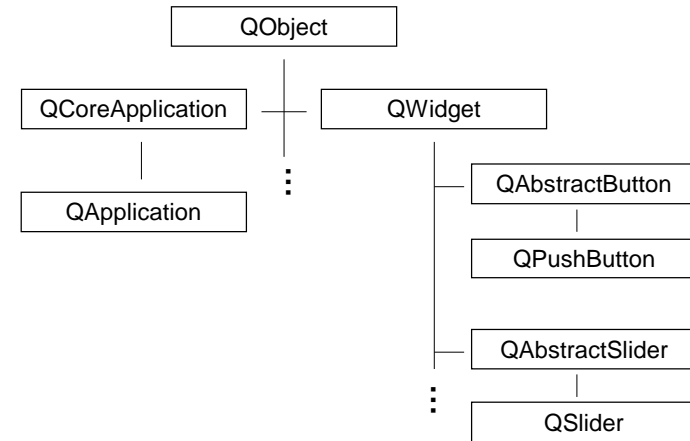 QObject
QCoreApplication
QWidget
QApplication
QAbstractButton
QPushButton
QAbstractSlider
QSlider